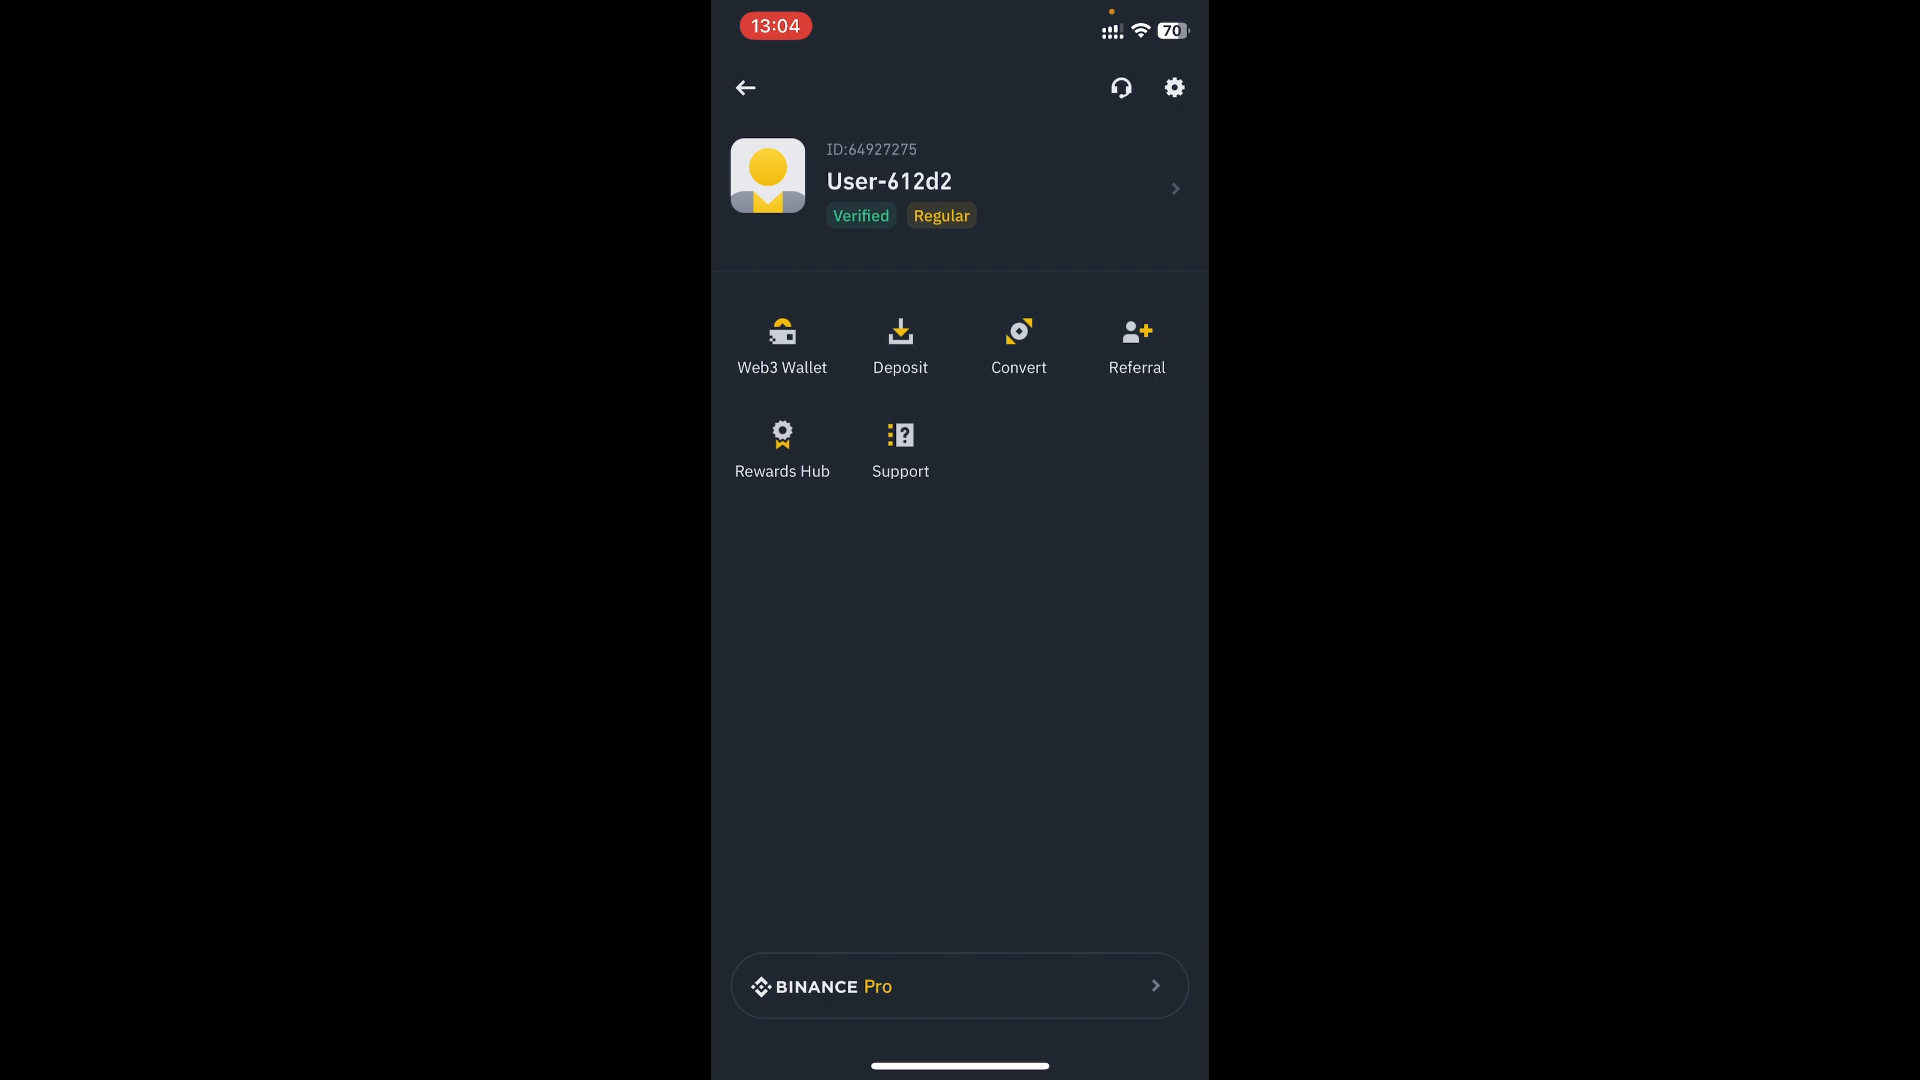 13:04
70
ID:64927275
User-612d2
Verified Regular
Web3 Wallet Deposit Convert Referral
Rewards Hub Support
BINANCE Pro